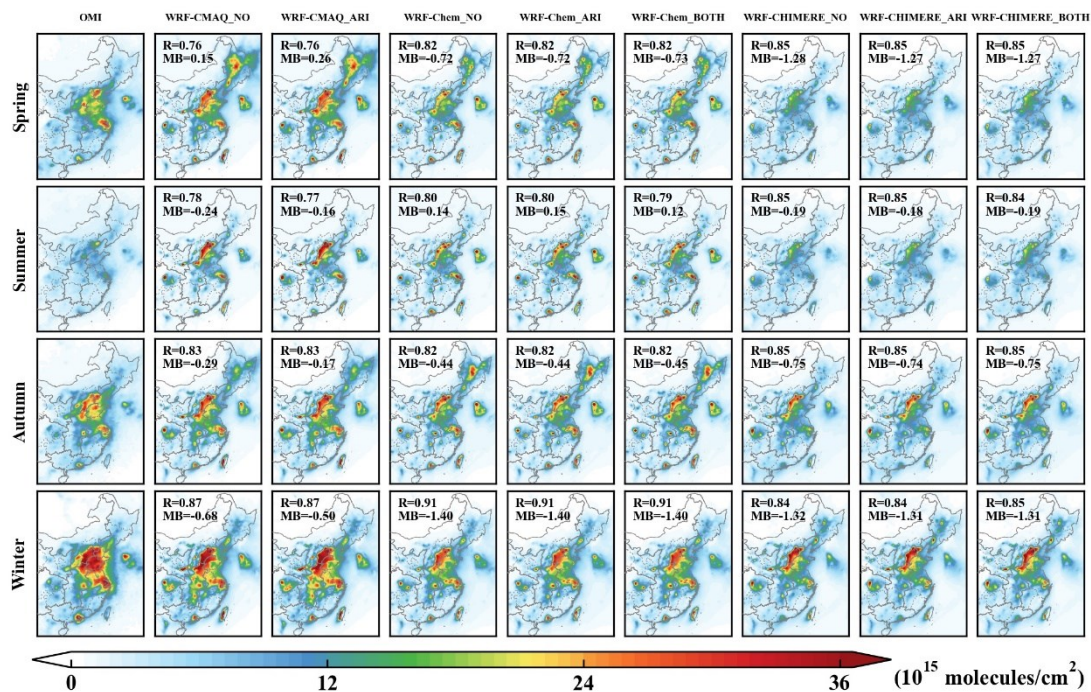 OMI WRF-CMAQ_NO WRF-CMAQ_ARI WRF-Chem_NO WRF-Chem_ARI WRF-Chem_BOTH WRF-CHIMERE_NO WRF-CHIMERE_ARI WRF-CHIMERE_BOTH
Spring
R=0.76 R=0.76 R=0.82 R=0.82 R=0.82 R=0.85 R=0.85 R=0.85
MB=0.15 MB=0.26 MB=-0.72 MB=-0.72 MB=-0.73 MB=-1.28 MB=-1.27 MB=-1.27
Summer
R=0.78 R=0.77 R=0.80 R=0.80 R=0.79 R=0.85 R=0.85 R=0.84
MB=-0.24 MB=-0.16 MB=0.14 MB=0.15 MB=0.12 MB=-0.19 MB=-0.18 MB=-0.19
Autumn
R=0.83 R=0.83 R=0.82 R=0.82 R=0.82 R=0.85 R=0.85 R=0.85
MB=-0.29 MB=-0.17 MB=-0.44 MB=-0.44 MB=-0.45 MB=-0.75 MB=-0.74 MB=-0.75
Winter
R=0.87 R=0.87 R=0.91 R=0.91 R=0.91 R=0.84 R=0.84 R=0.85
MB=-0.68 MB=-0.50 MB=-1.40 MB=-1.40 MB=-1.40 MB=-1.32 MB=-1.31 MB=-1.31
0 12 24 36 (10¹⁵ molecules/cm²)